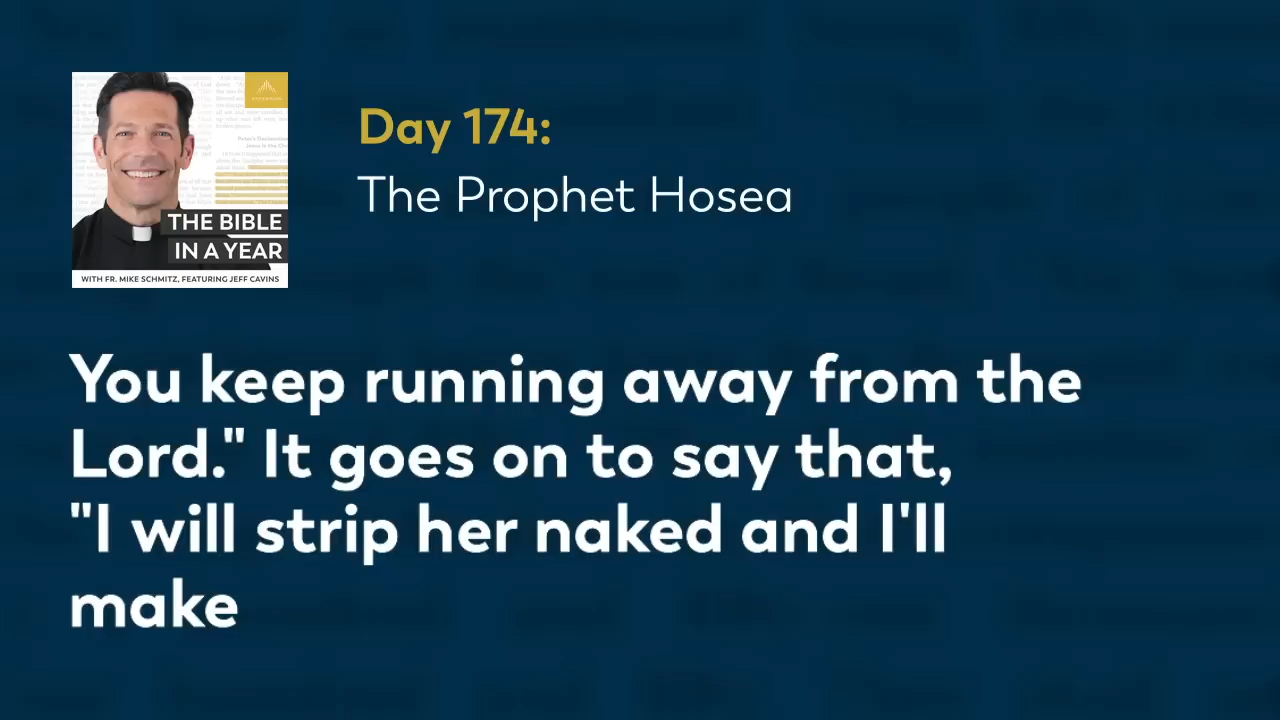 THE BIBLE
IN A YEAR
WITH FR. MIKE SCHMITZ, FEATURING JEFF CAVINS
Day 174:
The Prophet Hosea
You keep running away from the
Lord." It goes on to say that,
"I will strip her naked and I'll
make